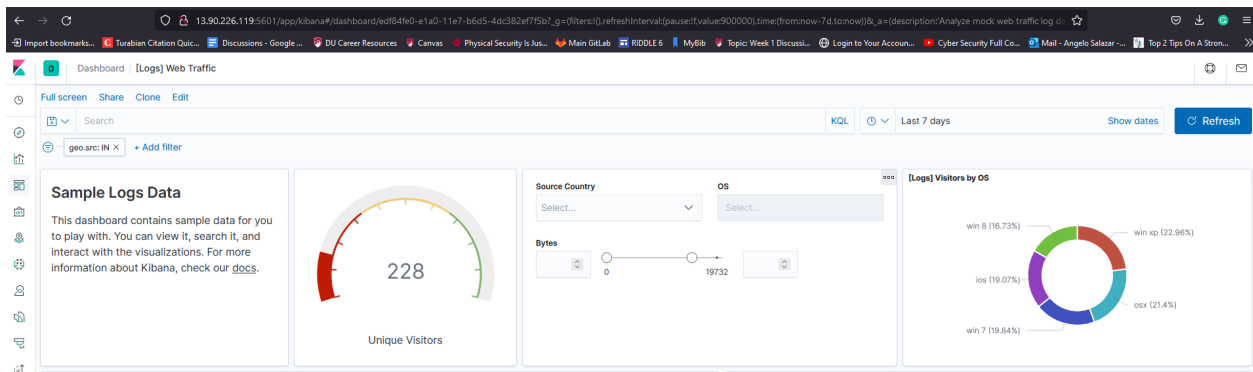 13.90.226.119:5601/app/kibana#/dashboard/edf84fe0-e1a0-11e7-b6d5-4dc382ef7f5b?_g=(filters:!(),refreshInterval:(pause:!f,value:900000),time:(from:now-7d,to:now))&_a=(description:'Analyze mock web traffic log da
Import bookmarks... Turabian Citation Quic... Discussions - Google ... DU Career Resources Canvas Physical Security Is Jus... Main GitLab RIDDLE 6 MyBib Topic: Week 1 Discussi... Login to Your Accoun... Cyber Security Full Co... Mail - Angelo Salazar -... Top 2 Tips On A Stron...
D Dashboard / [Logs] Web Traffic
Full screen Share Clone Edit
Search KQL Last 7 days Show dates Refresh
geo.src: IN × + Add filter
Sample Logs Data
This dashboard contains sample data for you
to play with. You can view it, search it, and
interact with the visualizations. For more
information about Kibana, check our docs.
228
Unique Visitors
Source Country OS
Select... Select...
Bytes
0 19732
[Logs] Visitors by OS
win 8 (16.73%)
win xp (22.96%)
ios (19.07%)
osx (21.4%)
win 7 (19.84%)